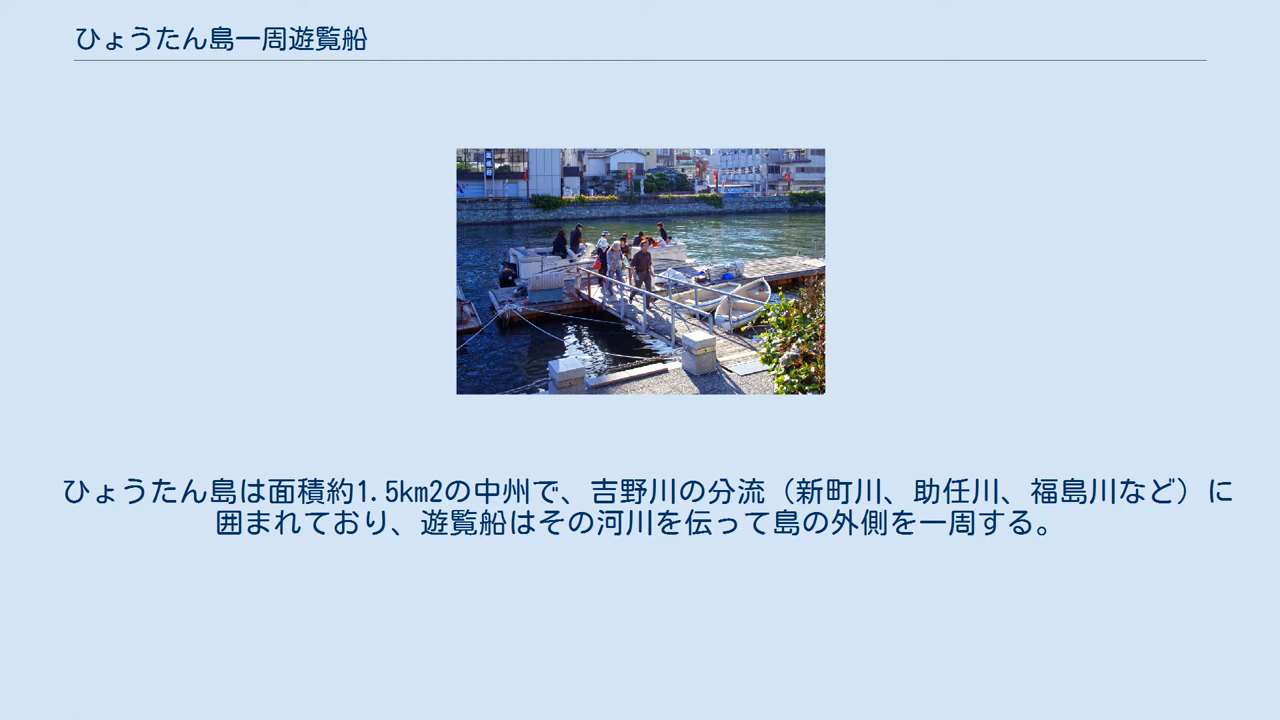 ひょうたん島一周遊覧船
ひょうたん島は面積約1.5km2の中州で、吉野川の分流（新町川、助任川、福島川など）に
囲まれており、遊覧船はその河川を伝って島の外側を一周する。